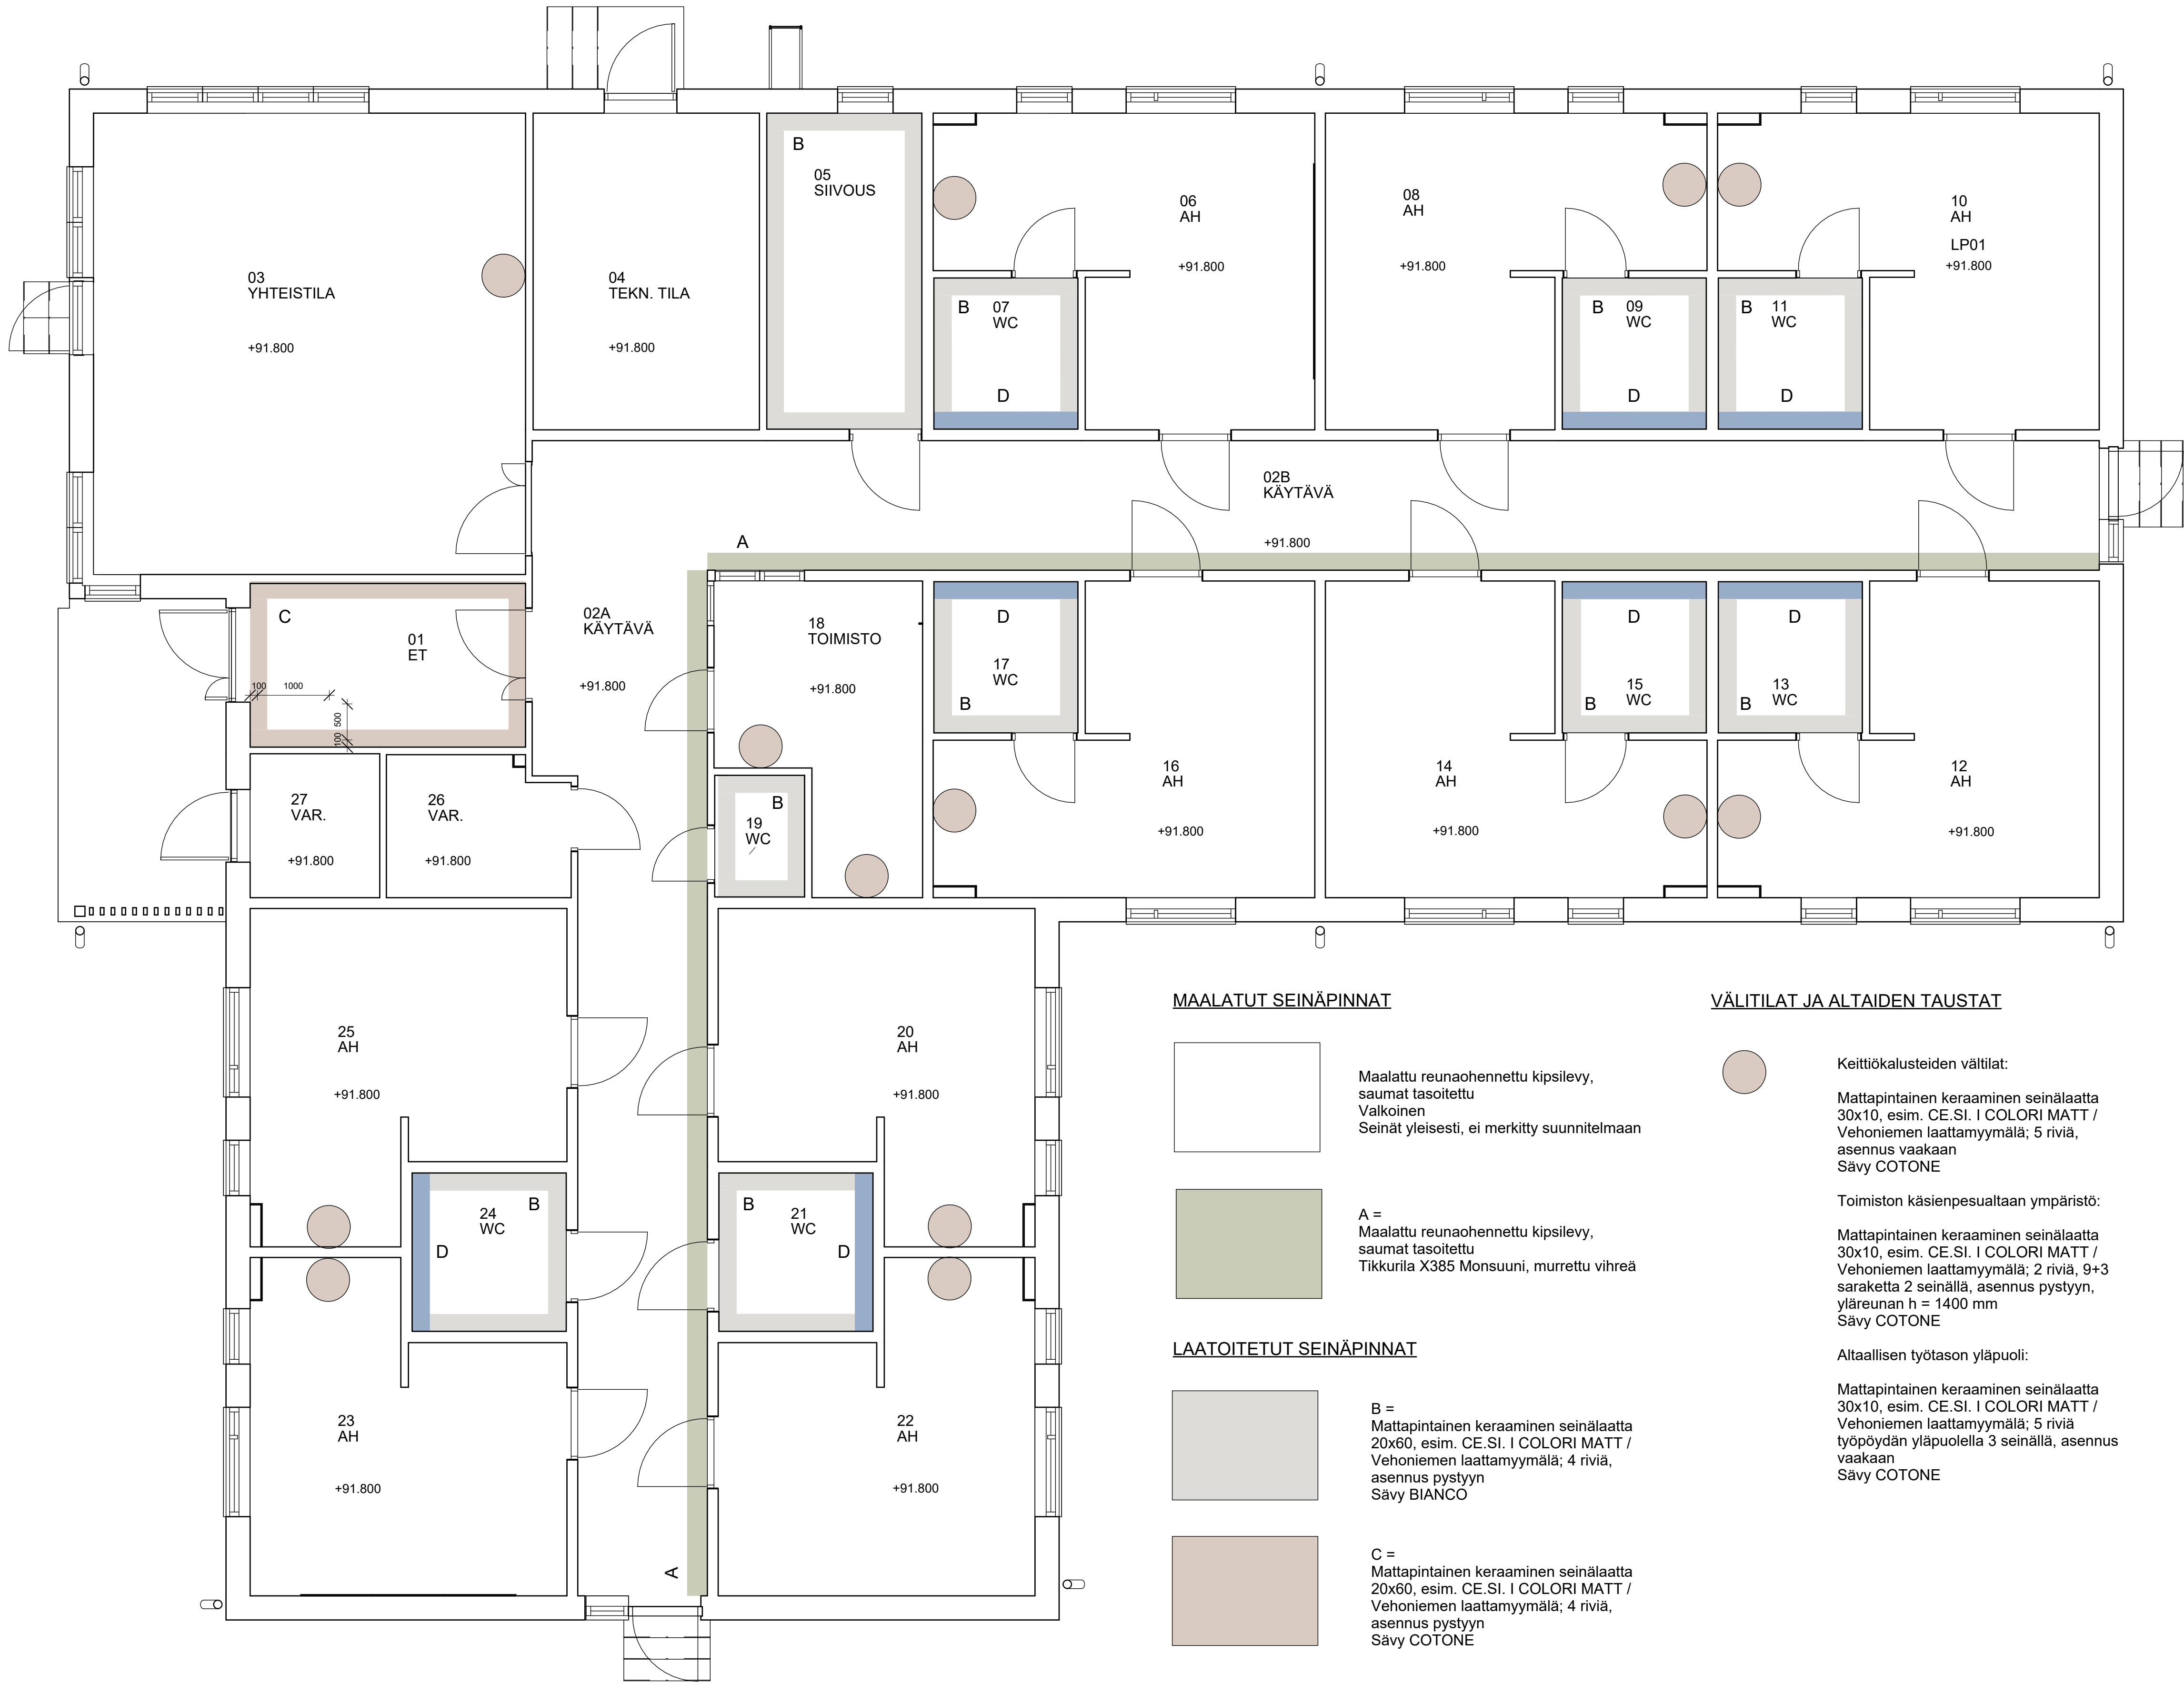 B
05
SIIVOUS
06
AH
+91.800
08
AH
+91.800
10
AH
LP01
+91.800
03
YHTEISTILA
+91.800
04
TEKN. TILA
+91.800
B
07
WC
D
B
09
WC
D
B
11
WC
D
02B
KÄYTÄVÄ
+91.800
A
C
01
ET
100
1000
500
100
02A
KÄYTÄVÄ
+91.800
18
TOIMISTO
+91.800
D
17
WC
B
D
15
WC
B
D
13
WC
B
16
AH
+91.800
14
AH
+91.800
12
AH
+91.800
27
VAR.
+91.800
26
VAR.
+91.800
B
19
WC
25
AH
+91.800
20
AH
+91.800
24
WC
B
D
B
21
WC
D
23
AH
+91.800
22
AH
+91.800
A
MAALATUT SEINÄPINNAT
Maalattu reunaohennettu kipsilevy,
saumat tasoitettu
Valkoinen
Seinät yleisesti, ei merkitty suunnitelmaan
A =
Maalattu reunaohennettu kipsilevy,
saumat tasoitettu
Tikkurila X385 Monsuuni, murrettu vihreä
LAATOITETUT SEINÄPINNAT
B =
Mattapintainen keraaminen seinälaatta
20x60, esim. CE.SI. I COLORI MATT /
Vehoniemen laattamyymälä; 4 riviä,
asennus pystyyn
Sävy BIANCO
C =
Mattapintainen keraaminen seinälaatta
20x60, esim. CE.SI. I COLORI MATT /
Vehoniemen laattamyymälä; 4 riviä,
asennus pystyyn
Sävy COTONE
VÄLITILAT JA ALTAIDEN TAUSTAT
Keittiökalusteiden vältilat:
Mattapintainen keraaminen seinälaatta
30x10, esim. CE.SI. I COLORI MATT /
Vehoniemen laattamyymälä; 5 riviä,
asennus vaakaan
Sävy COTONE
Toimiston käsienpesualtaan ympäristö:
Mattapintainen keraaminen seinälaatta
30x10, esim. CE.SI. I COLORI MATT /
Vehoniemen laattamyymälä; 2 riviä, 9+3
saraketta 2 seinällä, asennus pystyyn,
yläreunan h = 1400 mm
Sävy COTONE
Altaallisen työtason yläpuoli:
Mattapintainen keraaminen seinälaatta
30x10, esim. CE.SI. I COLORI MATT /
Vehoniemen laattamyymälä; 5 riviä
työpöydän yläpuolella 3 seinällä, asennus
vaakaan
Sävy COTONE